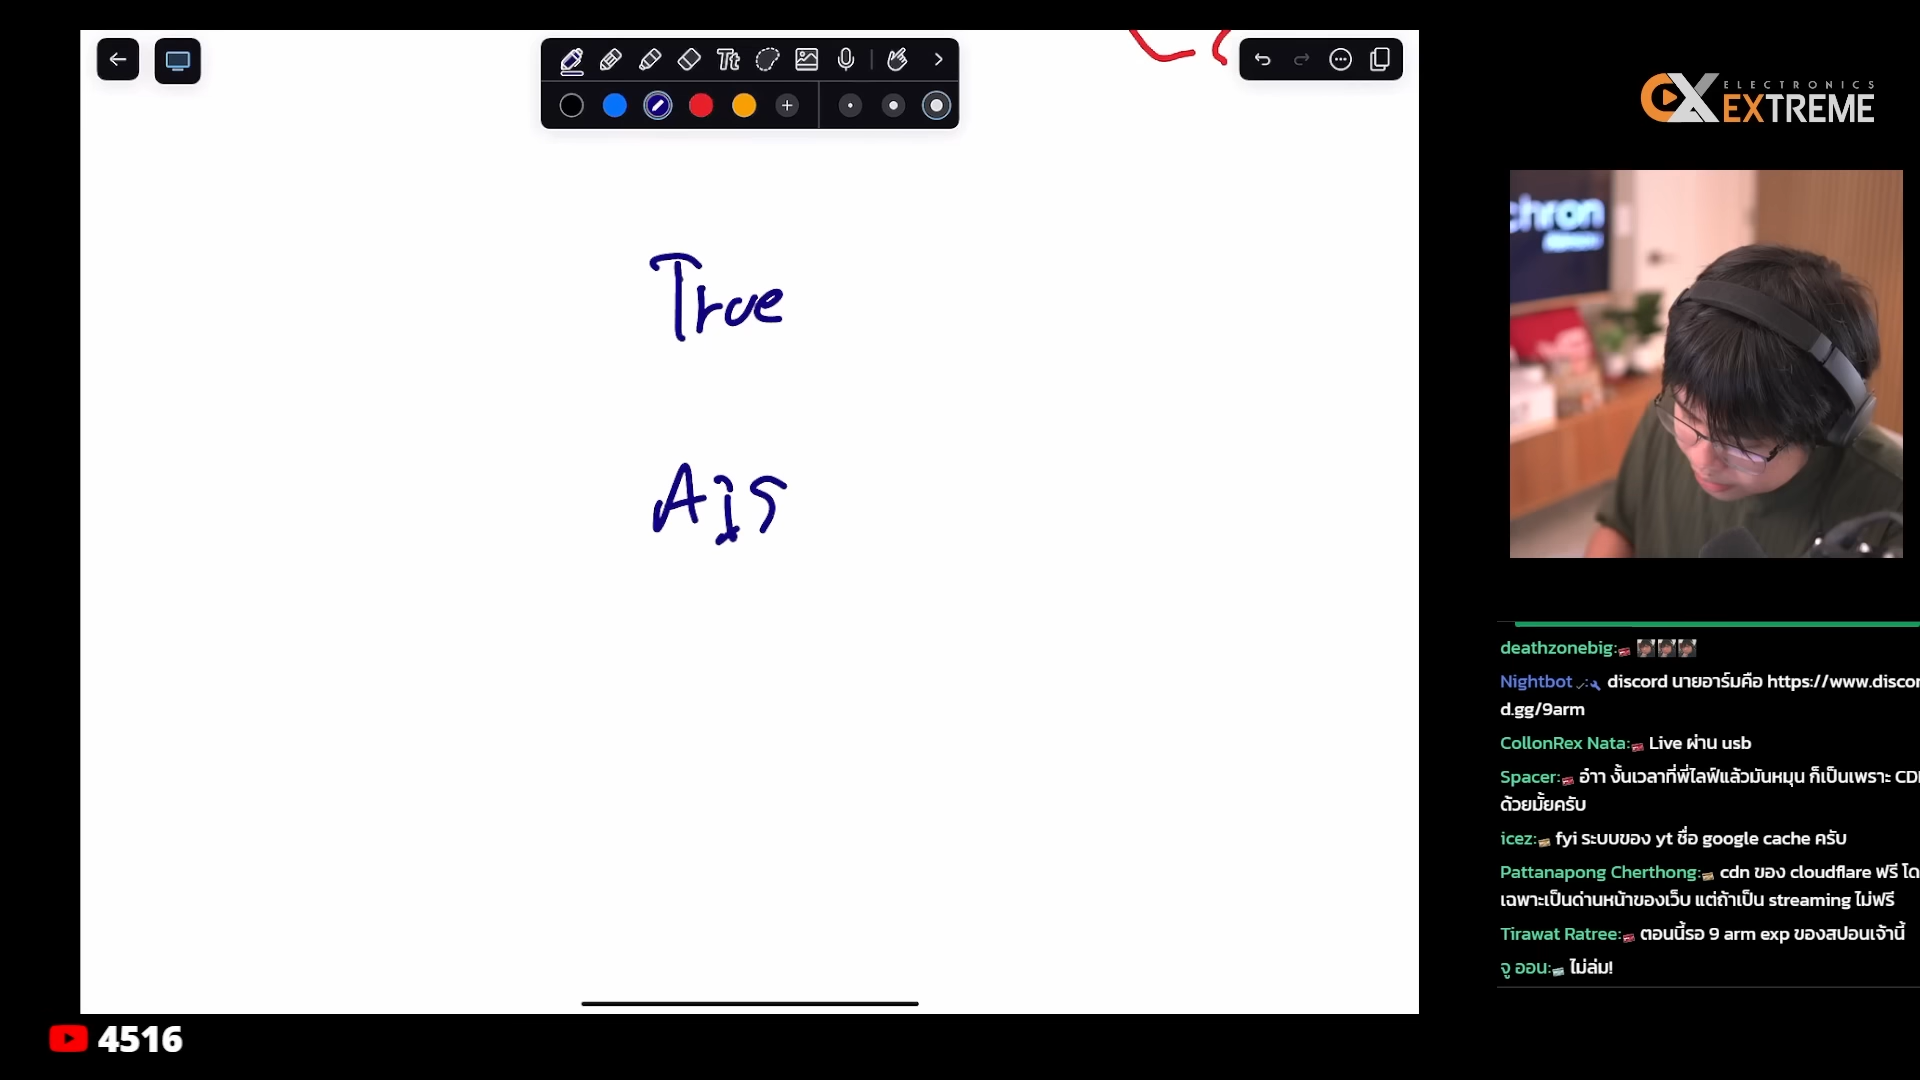 Tt
ELECTRONICS
EXTREME
chron
True
AIS
deathzonebig:
Nightbot : discord นายอาร์มคือ https://www.discor
d.gg/9arm
CollonRex Nata: Live ผ่าน usb
Spacer: อ๋าา งั้นเวลาที่พี่ไลฟ์แล้วมันหมุน ก็เป็นเพราะ CD
ด้วยมั้ยครับ
icez: fyi ระบบของ yt ชื่อ google cache ครับ
Pattanapong Cherthong: cdn ของ cloudflare ฟรี โด
เฉพาะเป็นด่านหน้าของเว็บ แต่ถ้าเป็น streaming ไม่ฟรี
Tirawat Ratree: ตอนนี้รอ 9 arm exp ของสปอนเจ้านี้
จู ออน: ไม่ล่ม!
4516